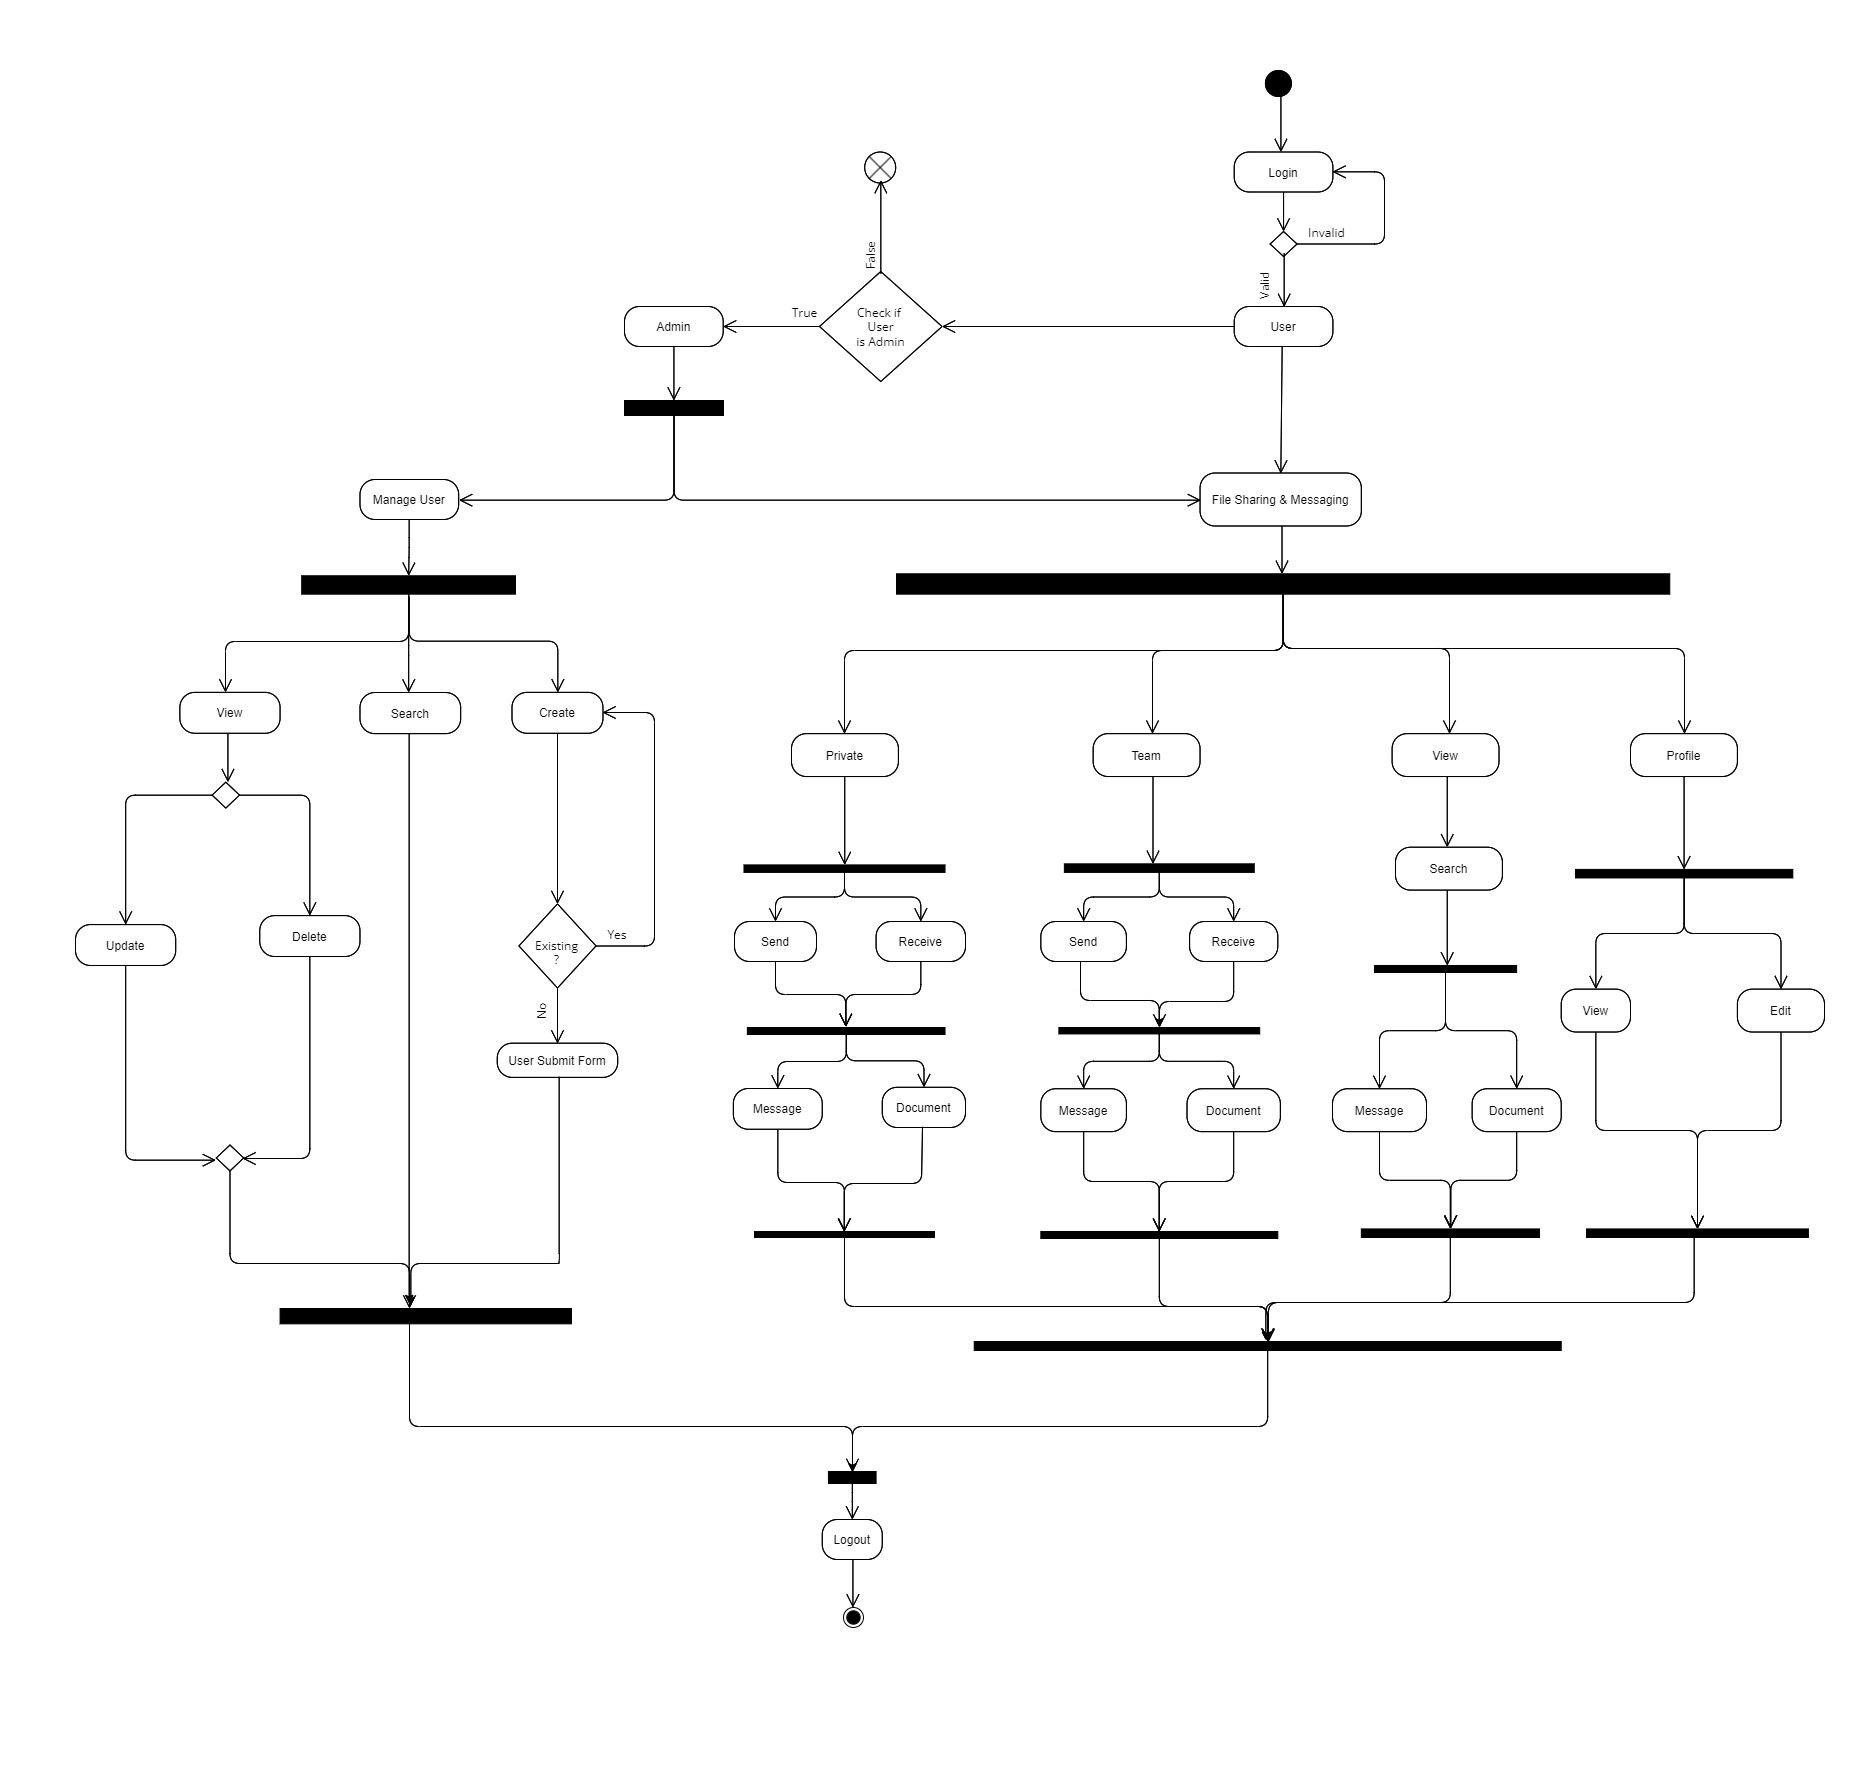 Login
Invalid
Valid
False
True
Check if
User
is Admin
Admin
User
Manage User
File Sharing & Messaging
View
Search
Create
Private
Team
View
Profile
Search
Update
Delete
Existing
?
Yes
No
Send
Receive
Send
Receive
View
Edit
User Submit Form
Message
Document
Message
Document
Message
Document
Logout